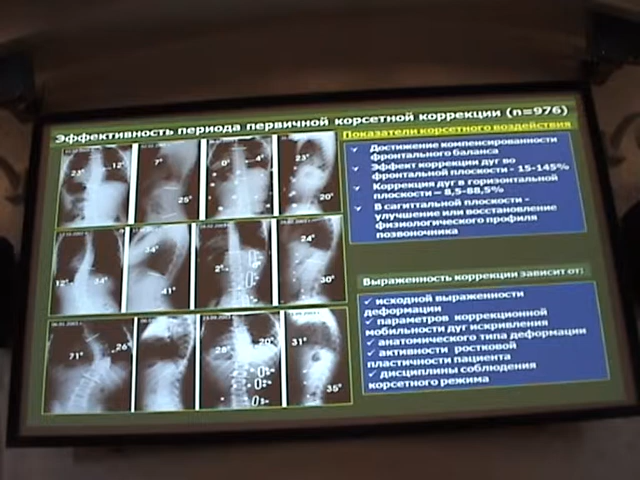 Эффективность периода первичной корсетной коррекции (n=976)
Показатели корсетного воздействия
Достижение компенсированности
фронтального баланса
Эффект коррекции дуг во
фронтальной плоскости - 15-145%
Коррекция дуг в горизонтальной
плоскости – 8,5-88,5%
В сагиттальной плоскости -
улучшение или восстановление
физиологического профиля
позвоночника
Выраженность коррекции зависит от:
исходной выраженности
деформации
параметров коррекционной
мобильности дуг искривления
анатомического типа деформации
активности ростковой
пластичности пациента
дисциплины соблюдения
корсетного режима
23° 12° 7° 25° 0° 4° 23° 20°
12° 34° 34° 41° 2° 24° 30°
71° 26° 28° 20° 31° 35°